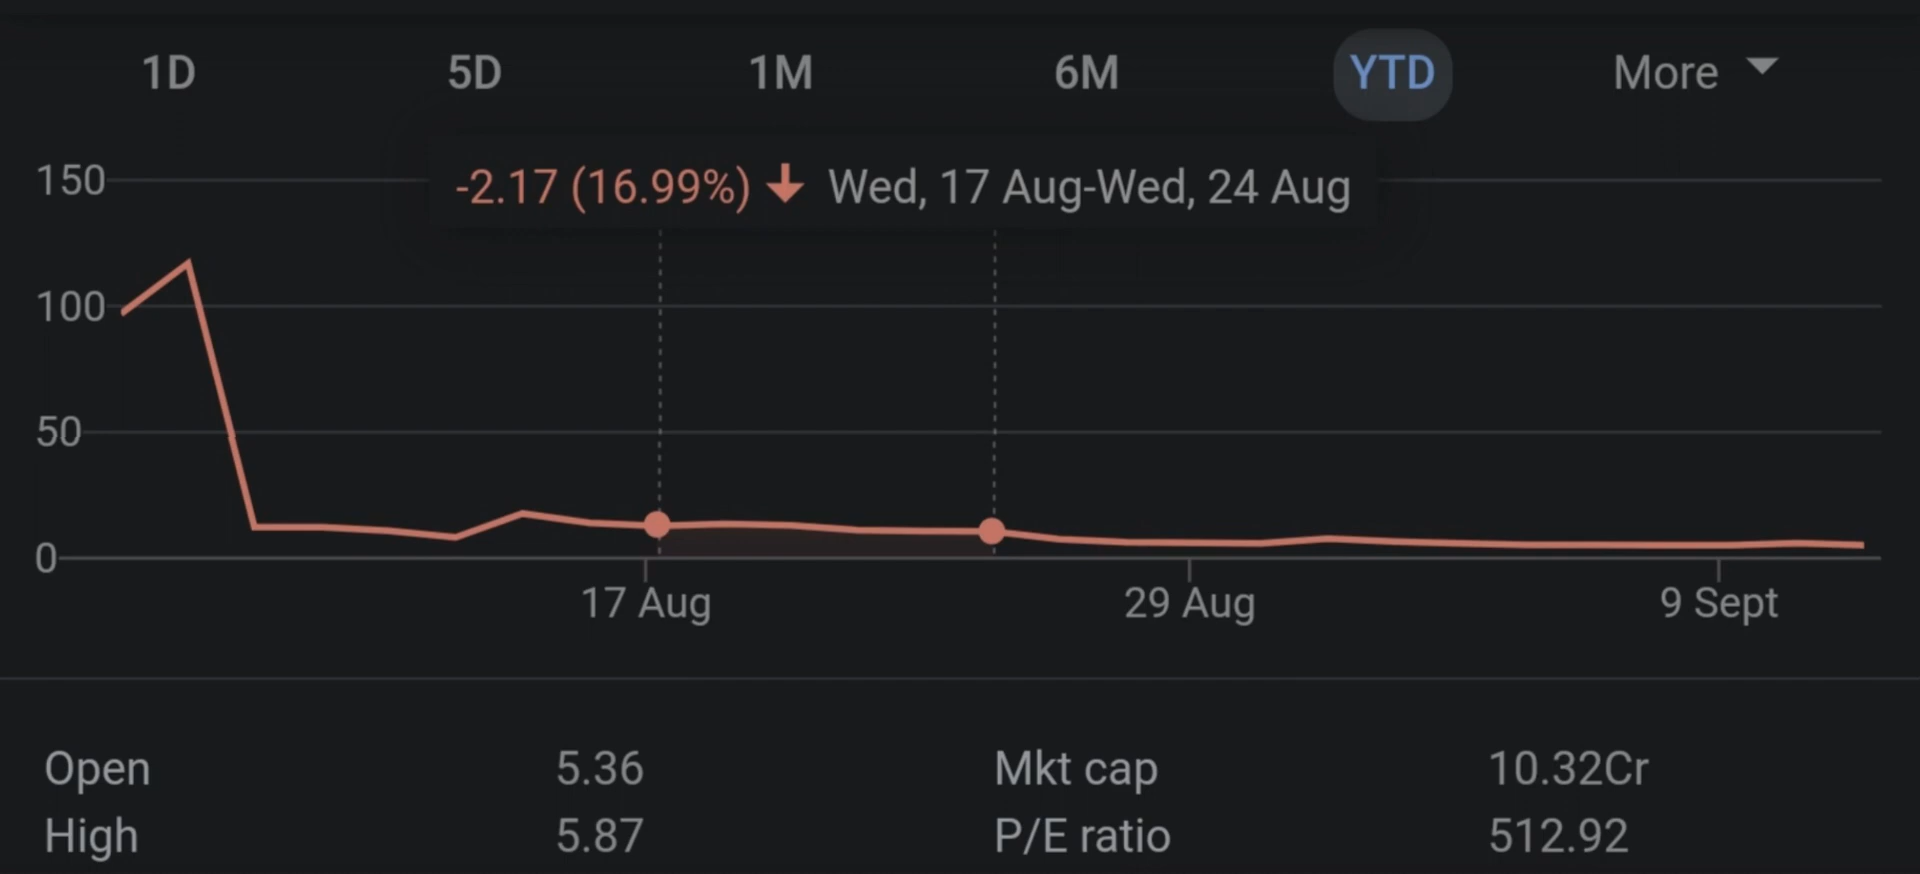 1D 5D 1M 6M YTD More
-2.17 (16.99%) Wed, 17 Aug-Wed, 24 Aug
150
100
50
0
17 Aug 29 Aug 9 Sept
Open 5.36 Mkt cap 10.32Cr
High 5.87 P/E ratio 512.92